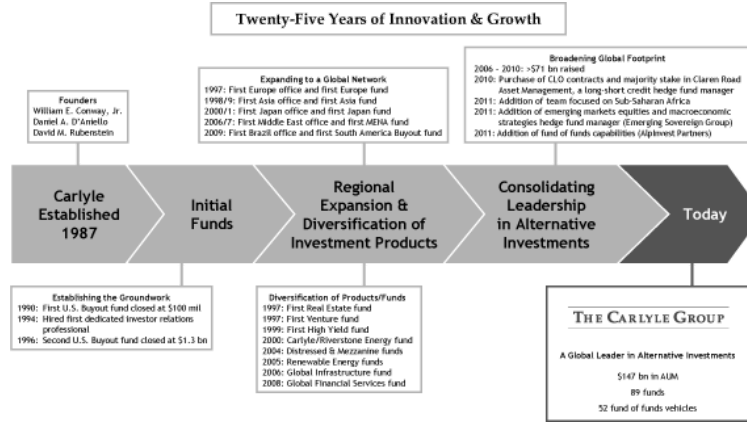 Twenty-Five Years of Innovation & Growth
Founders
William E. Conway, Jr.
Daniel A. D'Aniello
David M. Rubenstein
Expanding to a Global Network
1997: First Europe office and first Europe fund
1998/9: First Asia office and first Asia fund
2000/1: First Japan office and first Japan fund
2006/7: First Middle East office and first MENA fund
2009: First Brazil office and first South America Buyout fund
Broadening Global Footprint
2006 - 2010: >$71 bn raised
2010: Purchase of CLO contracts and majority stake in Claren Road
Asset Management, a long-short credit hedge fund manager
2011: Addition of team focused on Sub-Saharan Africa
2011: Addition of emerging markets equities and macroeconomic
strategies hedge fund manager (Emerging Sovereign Group)
2011: Addition of fund of funds capabilities (AlpInvest Partners)
Carlyle
Established
1987
Initial
Funds
Regional
Expansion &
Diversification of
Investment Products
Consolidating
Leadership
in Alternative
Investments
Today
Establishing the Groundwork
1990: First U.S. Buyout fund closed at $100 mil
1994: Hired first dedicated investor relations
professional
1996: Second U.S. Buyout fund closed at $1.3 bn
Diversification of Products/Funds
1997: First Real Estate fund
1997: First Venture fund
1999: First High Yield fund
2000: Carlyle/Riverstone Energy fund
2004: Distressed & Mezzanine funds
2005: Renewable Energy funds
2006: Global Infrastructure fund
2008: Global Financial Services fund
THE CARLYLE GROUP
A Global Leader in Alternative Investments
$147 bn in AUM
89 funds
52 fund of funds vehicles